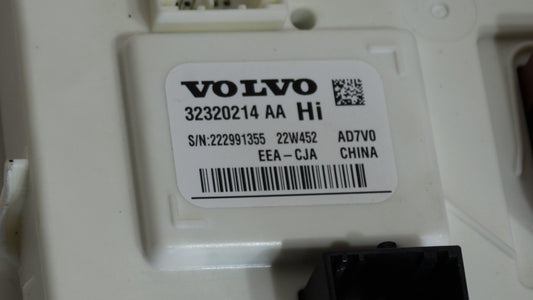 VOLVO
32320214 AA Hi
S/N:222991355 22W452 AD7V0
EEA-CJA CHINA